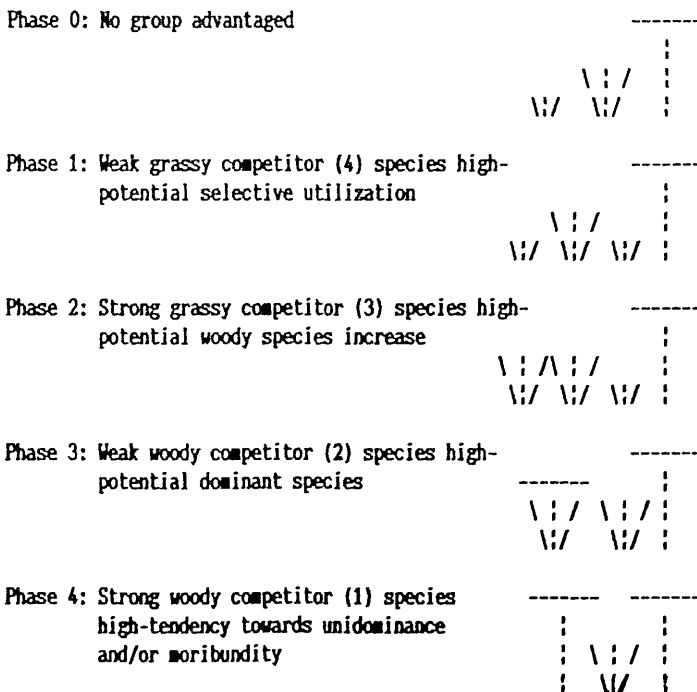 Phase 0: No group advantaged
Phase 1: Weak grassy competitor (4) species high-
potential selective utilization
Phase 2: Strong grassy competitor (3) species high-
potential woody species increase
Phase 3: Weak woody competitor (2) species high-
potential dominant species
Phase 4: Strong woody competitor (1) species
high-tendency towards unidominance
and/or moribundity